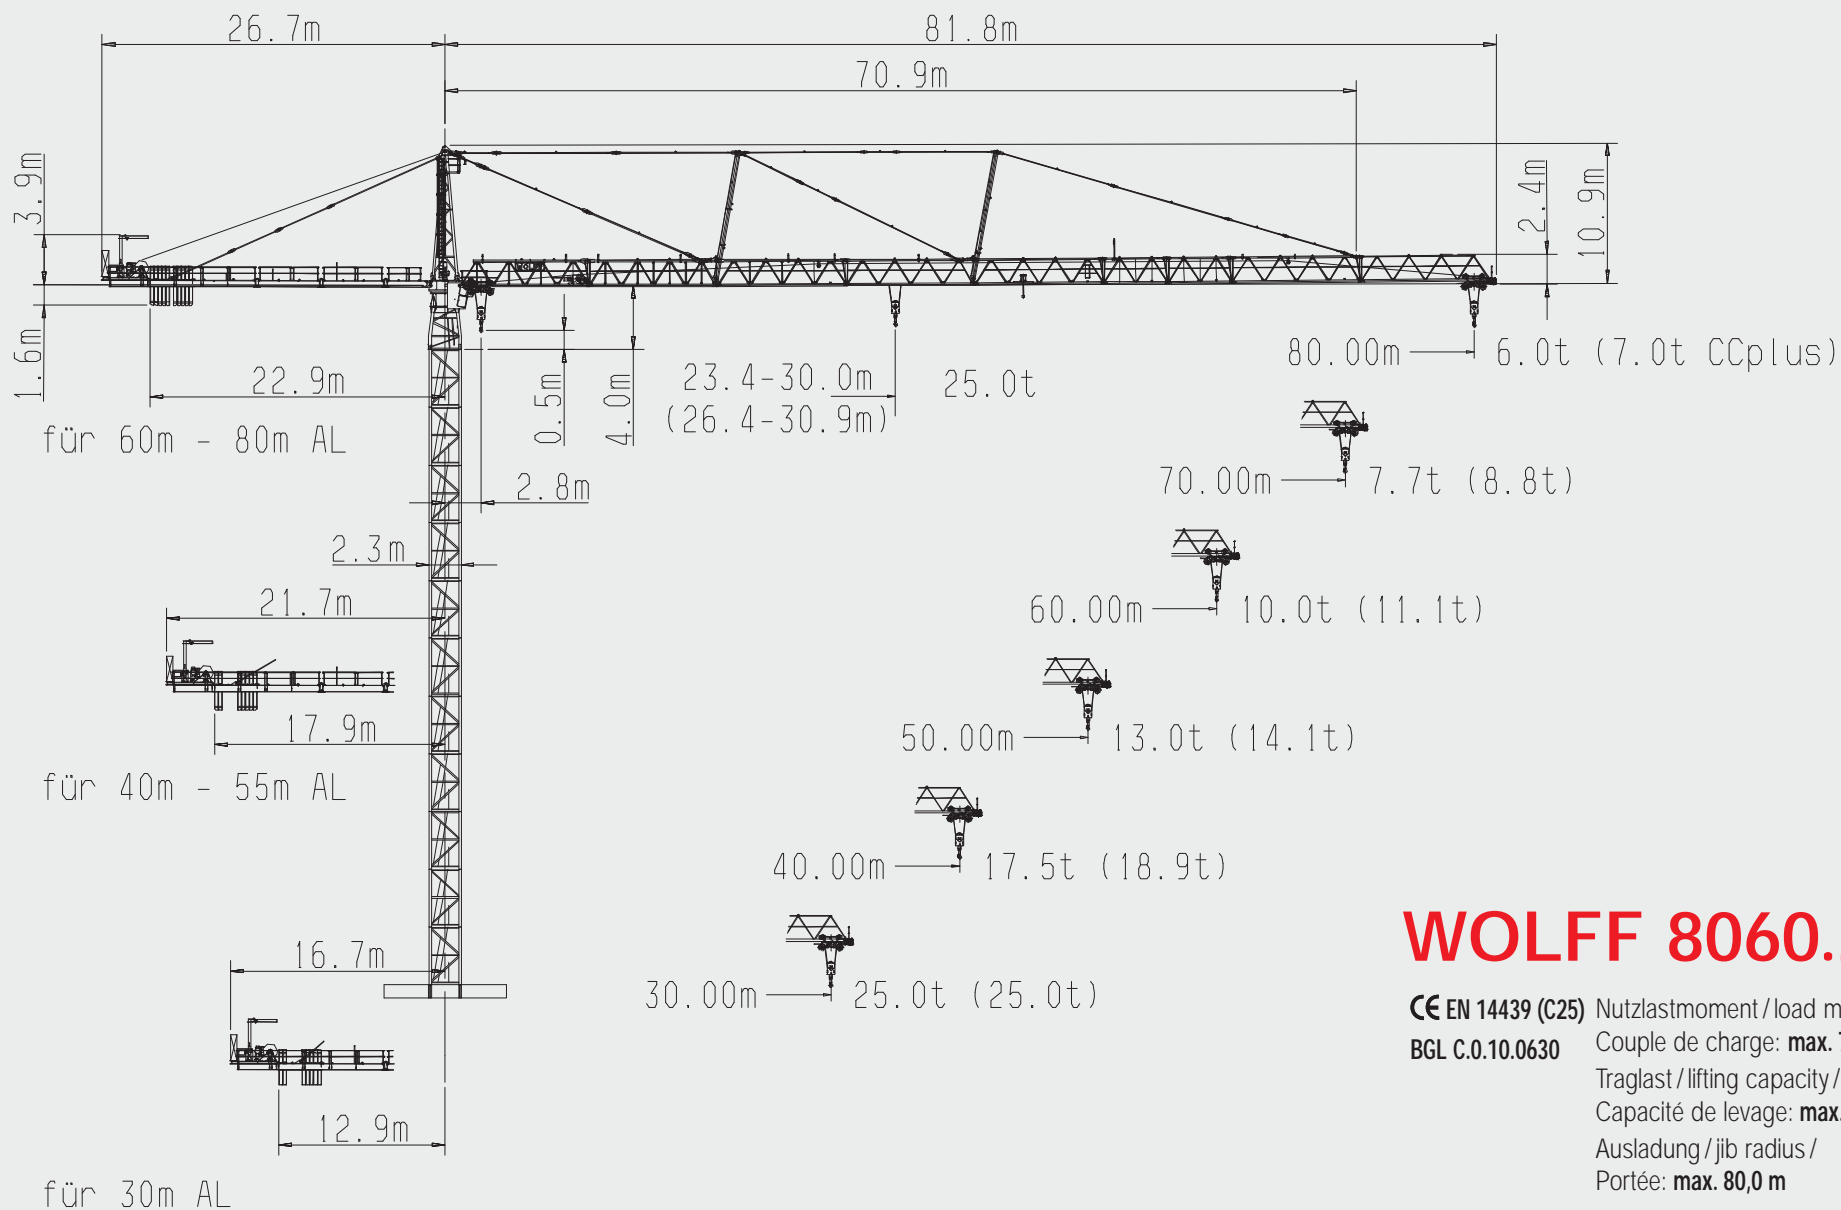 26.7m
81.8m
70.9m
3.9m
2.4m
10.9m
1.6m
22.9m
0.5m
4.0m
23.4-30.0m
(26.4-30.9m)
25.0t
80.00m
6.0t (7.0t CCplus)
für 60m - 80m AL
2.8m
70.00m
7.7t (8.8t)
2.3m
21.7m
60.00m
10.0t (11.1t)
17.9m
50.00m
13.0t (14.1t)
für 40m - 55m AL
40.00m
17.5t (18.9t)
16.7m
30.00m
25.0t (25.0t)
12.9m
für 30m AL
WOLFF 8060.
CE EN 14439 (C25)
BGL C.0.10.0630
Nutzlastmoment / load m
Couple de charge: max.
Traglast / lifting capacity /
Capacité de levage: max.
Ausladung / jib radius /
Portée: max. 80,0 m